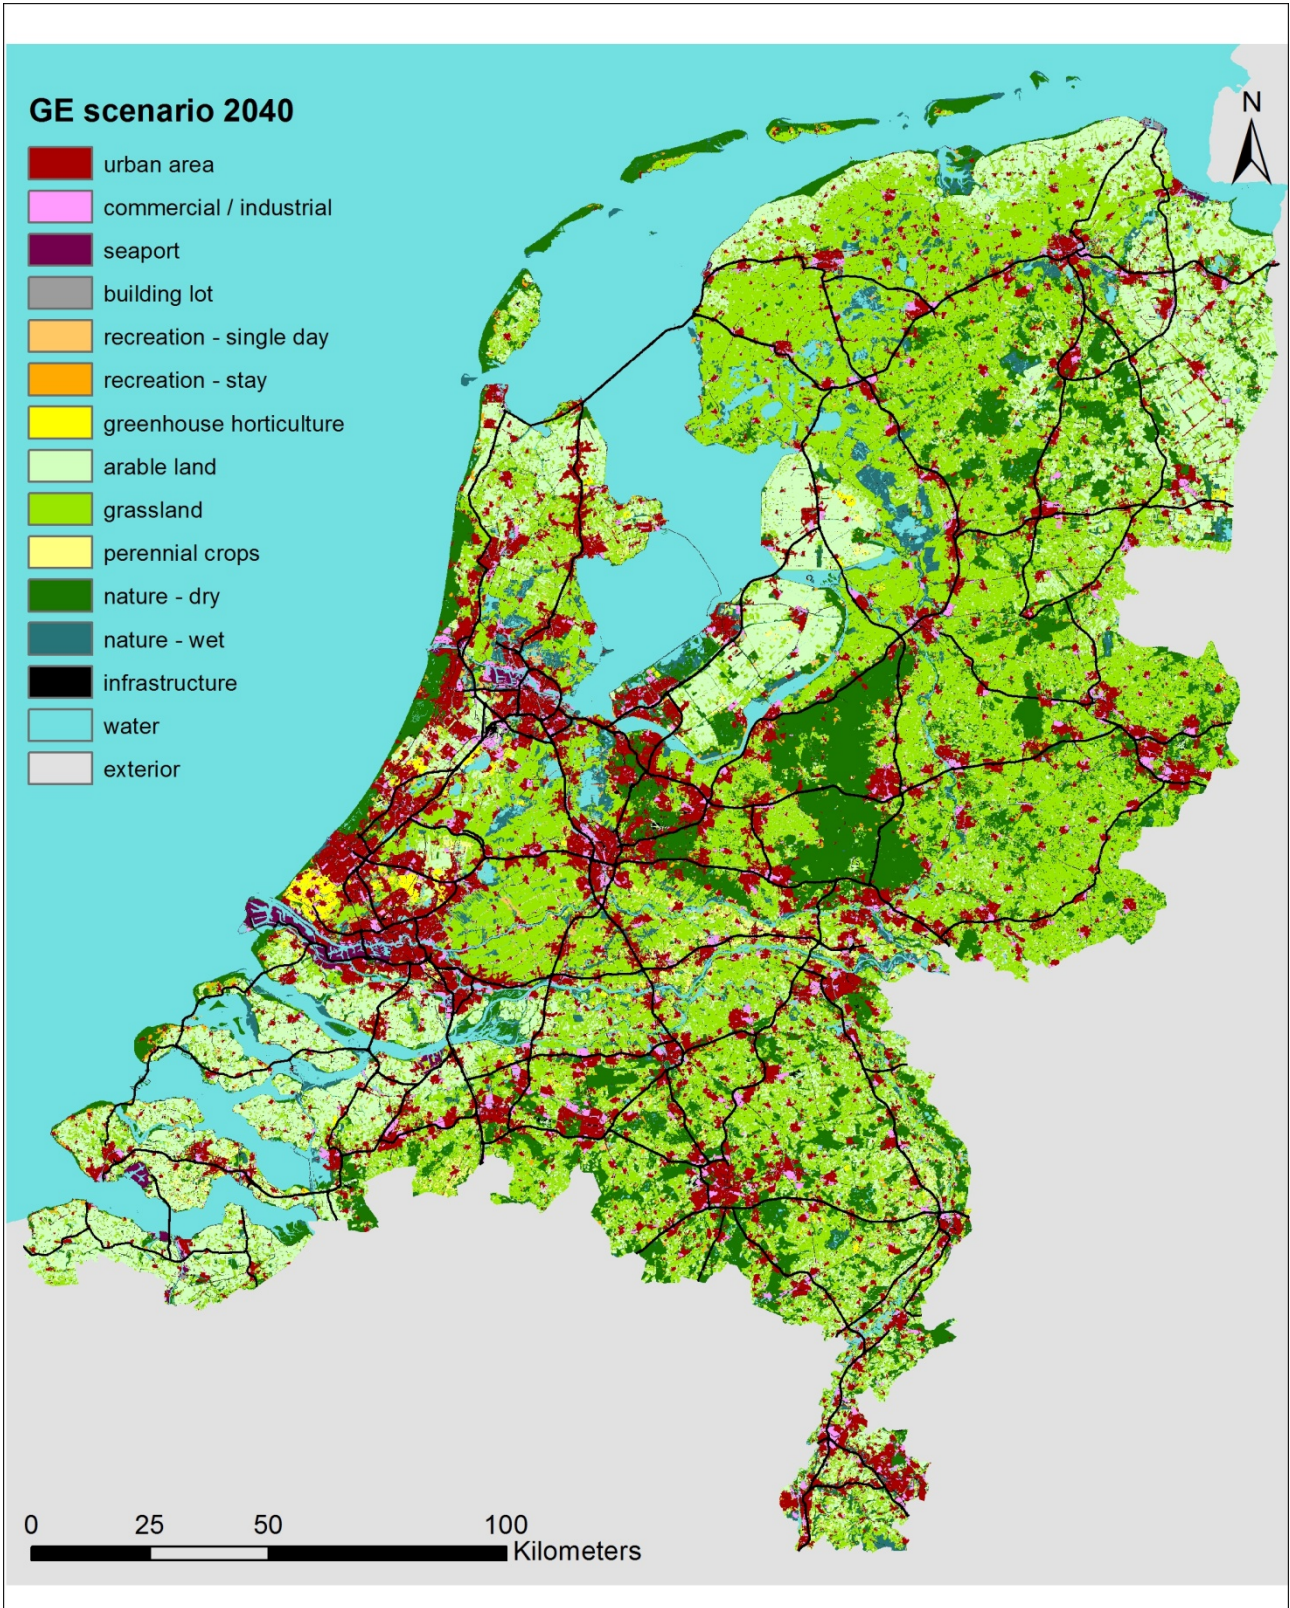 GE scenario 2040
N
urban area
commercial / industrial
seaport
building lot
recreation - single day
recreation - stay
greenhouse horticulture
arable land
grassland
perennial crops
nature - dry
nature - wet
infrastructure
water
exterior
0 25 50 100
Kilometers